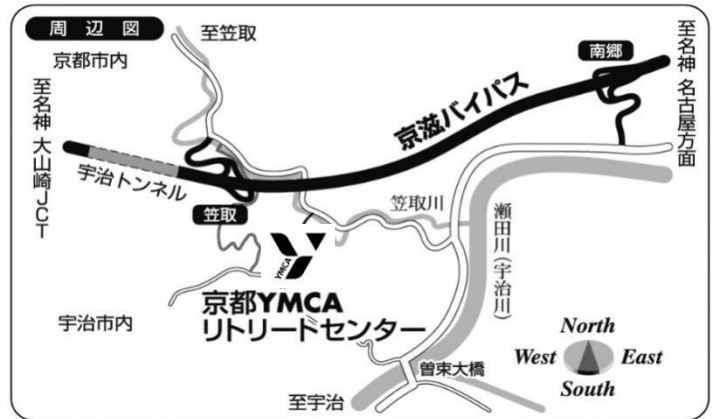 周辺図
至笠取
京都市内
至名神 大山崎JCT
宇治トンネル
笠取
京滋バイパス
南郷
至名神 名古屋方面
笠取川
瀬田川(宇治川)
YMCA
京都YMCA
リトリートセンター
宇治市内
曽束大橋
至宇治
North
West East
South